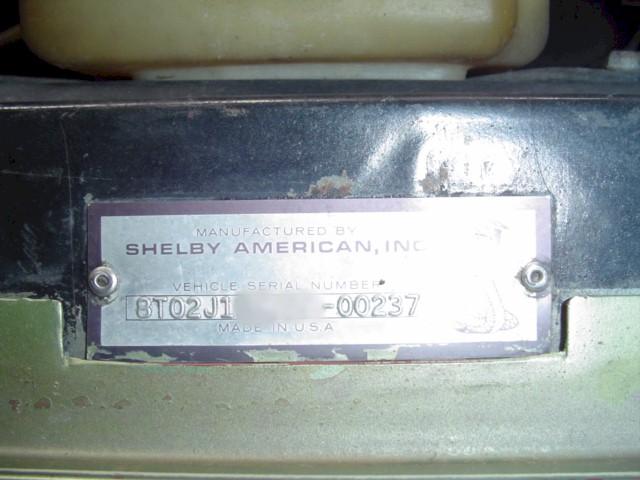 MANUFACTURED BY
SHELBY AMERICAN, INC
VEHICLE SERIAL NUMBER
8T02J1 -00237
MADE IN U.S.A